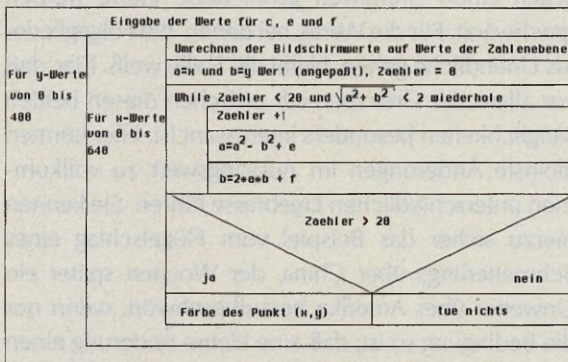 Eingabe der Werte für c, e und f
Umrechnen der Bildschirmwerte auf Werte der Zahlenebene
a=x und b=y Wert (angepaßt), Zaehler = 0
Für y-Werte
von 0 bis
400
Für x-Werte
von 0 bis
640
While Zaehler < 20 und √a²- ² < 2 wiederhole
Zaehler +!
a=a²- b²+ e
b=2*a*b + f
Zaehler = 20
ja
nein
Färbe des Punkt (x,y)
tue nichts